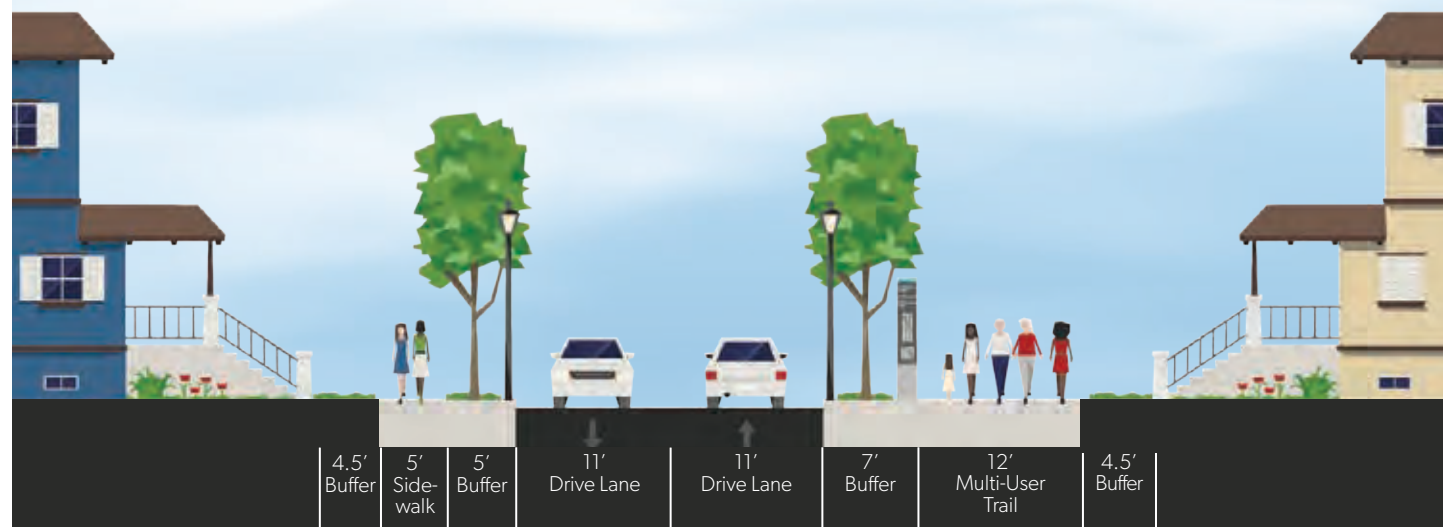 4.5’
Buffer
5’
Side-
walk
5’
Buffer
11’
Drive Lane
11’
Drive Lane
7’
Buffer
12’
Multi-User
Trail
4.5’
Buffer